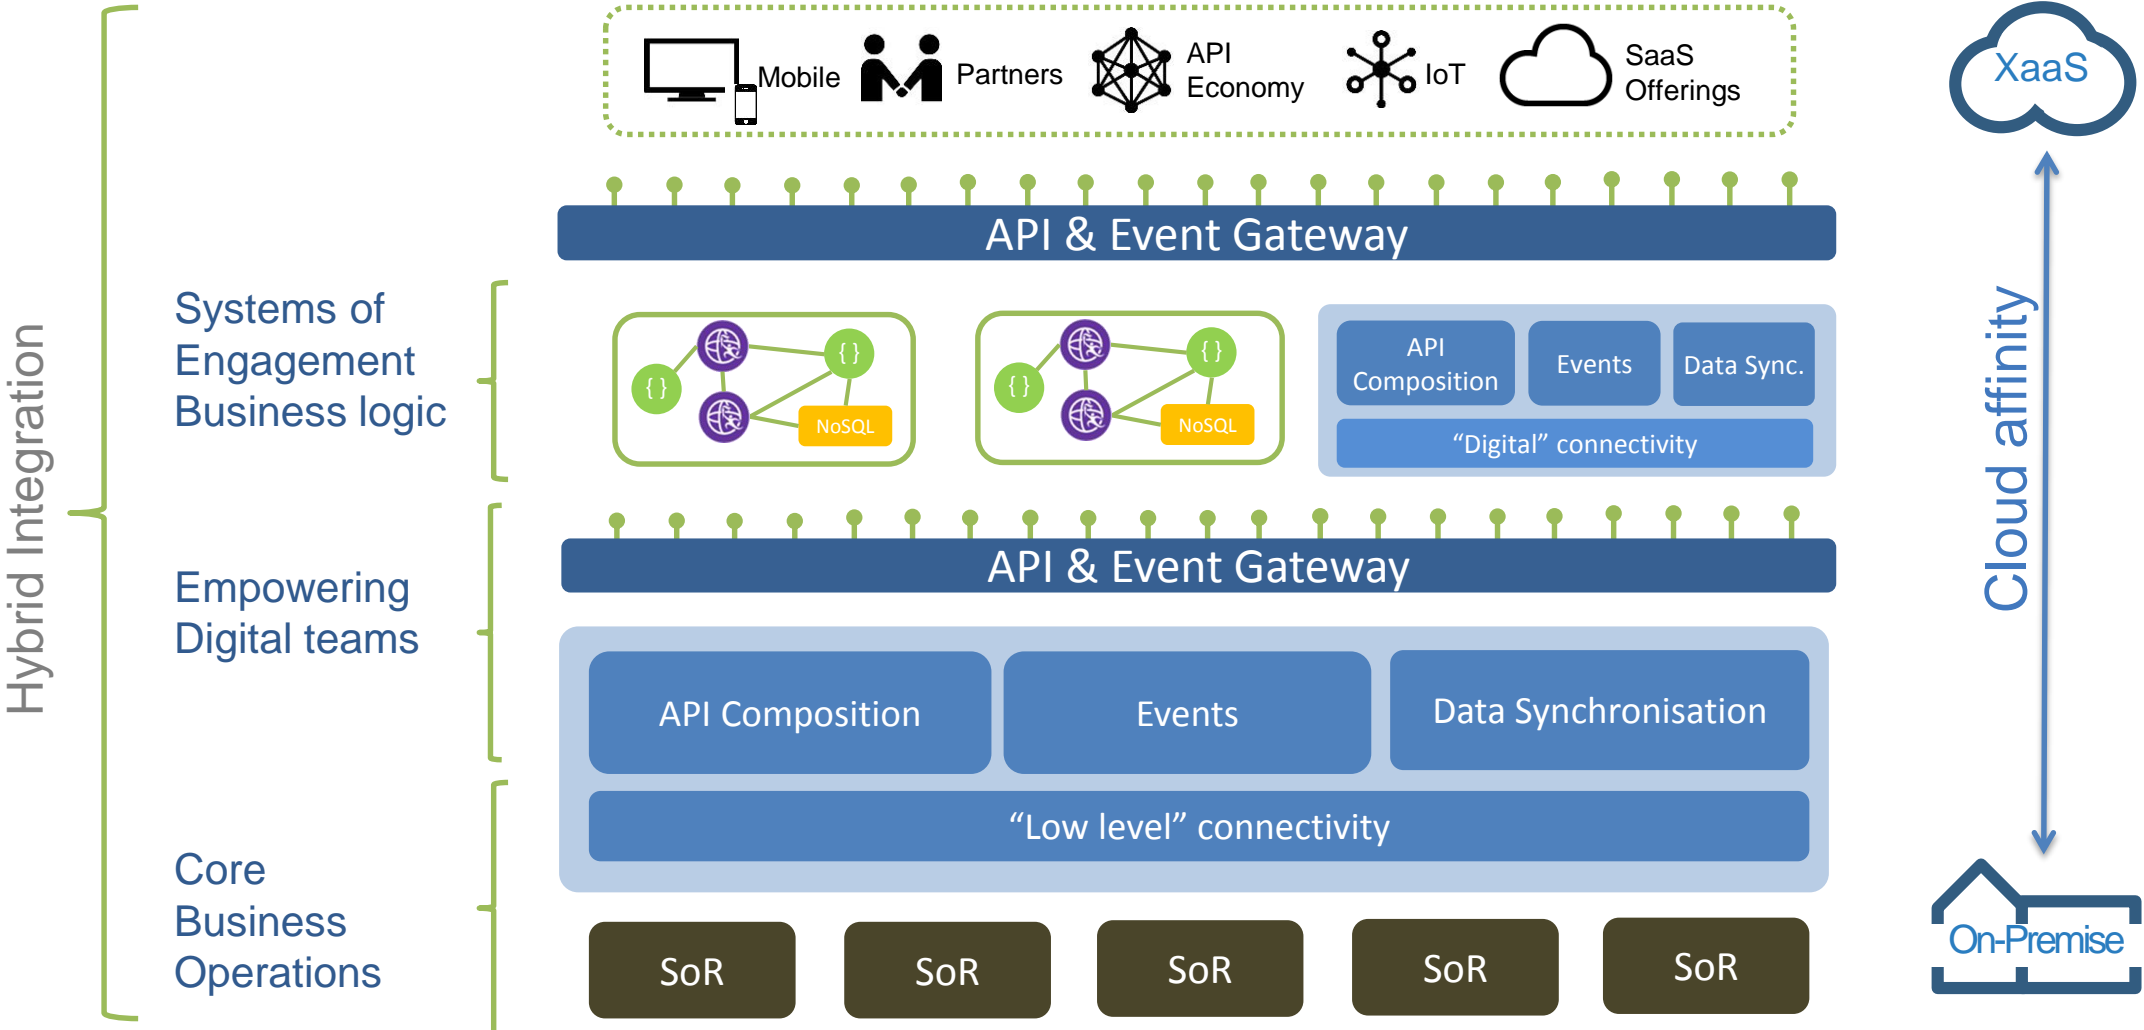 Hybrid Integration
Mobile
Partners
API
Economy
IoT
SaaS
Offerings
XaaS
API & Event Gateway
Systems of
Engagement
Business logic
{ }
{ }
NoSQL
{ }
{ }
NoSQL
API
Composition
Events
Data Sync.
“Digital” connectivity
Cloud affinity
API & Event Gateway
Empowering
Digital teams
API Composition
Events
Data Synchronisation
“Low level” connectivity
Core
Business
Operations
SoR
SoR
SoR
SoR
SoR
On-Premise